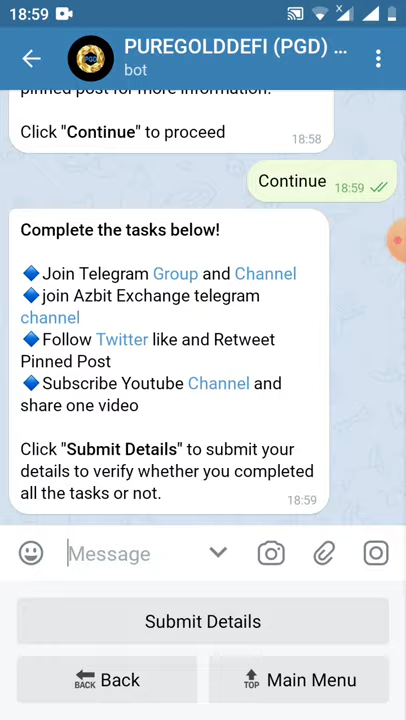 18:59
PUREGOLDDEFI (PGD) ...
bot
pinned post for more information.
Click "Continue" to proceed
18:58
Continue
18:59
Complete the tasks below!
Join Telegram Group and Channel
join Azbit Exchange telegram
channel
Follow Twitter like and Retweet
Pinned Post
Subscribe Youtube Channel and
share one video
Click "Submit Details" to submit your
details to verify whether you completed
all the tasks or not.
18:59
Message
Submit Details
BACK Back
TOP Main Menu